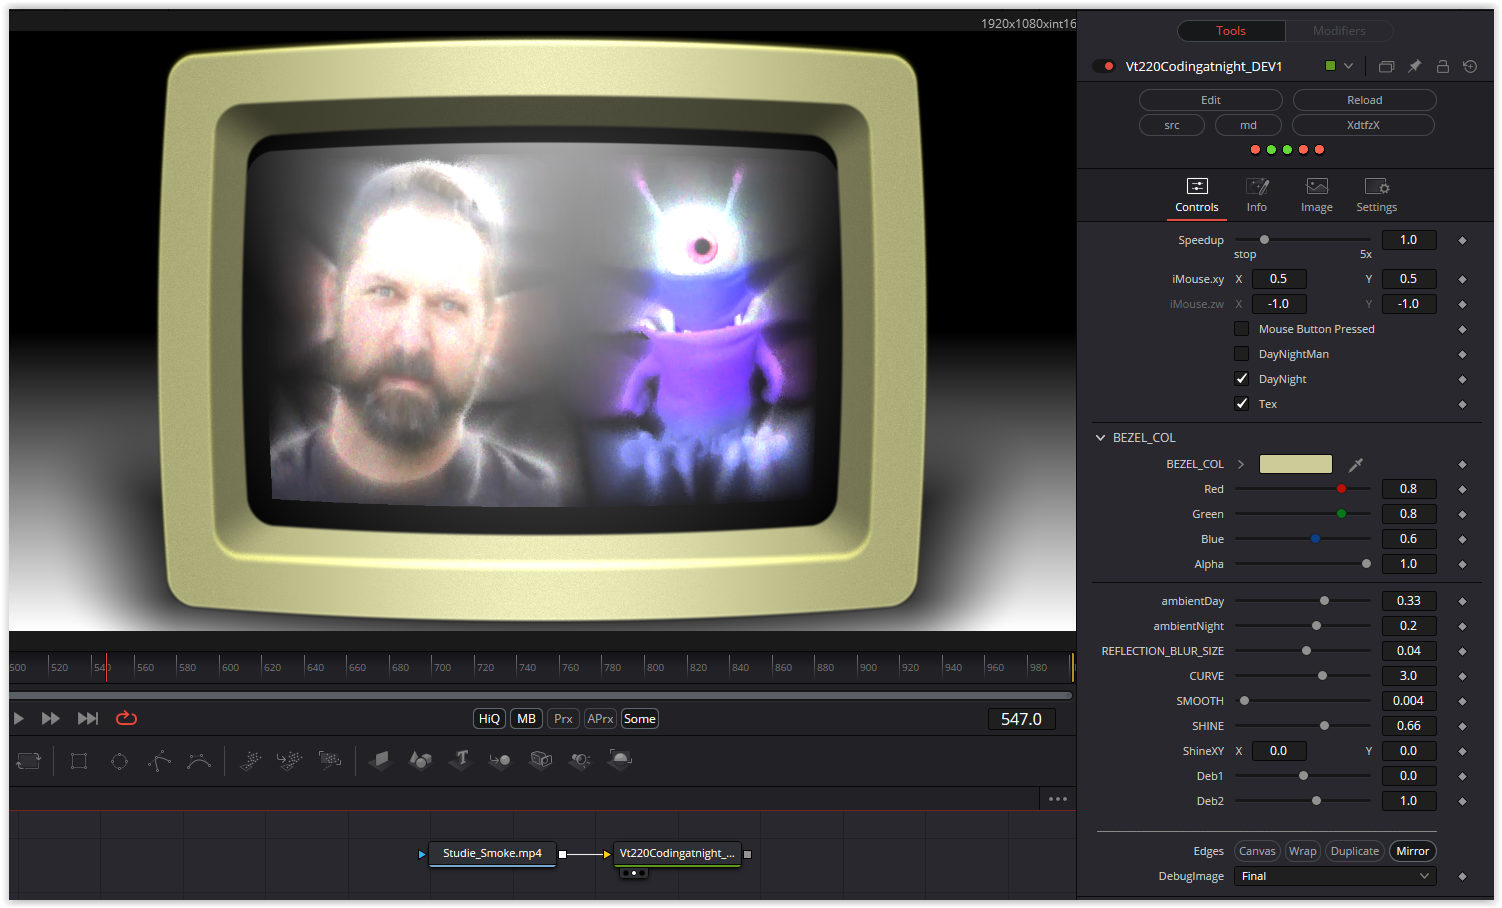 1920x1080xint16
Tools Modifiers
Vt220Codingatnight_DEV1
Edit Reload
src md XdtfzX
Controls Info Image Settings
Speedup 1.0
stop 5x
iMouse.xy X 0.5 Y 0.5
iMouse.zw X -1.0 Y -1.0
Mouse Button Pressed
DayNightMan
DayNight
Tex
BEZEL_COL
BEZEL_COL
Red 0.8
Green 0.8
Blue 0.6
Alpha 1.0
ambientDay 0.33
ambientNight 0.2
REFLECTION_BLUR_SIZE 0.04
CURVE 3.0
SMOOTH 0.004
SHINE 0.66
ShineXY X 0.0 Y 0.0
Deb1 0.0
Deb2 1.0
Edges Canvas Wrap Duplicate Mirror
DebugImage Final
500 520 540 560 580 600 620 640 660 680 700 720 740 760 780 800 820 840 860 880 900 920 940 960 980
HiQ MB Prx APrx Some 547.0
Studie_Smoke.mp4 Vt220Codingatnight_...